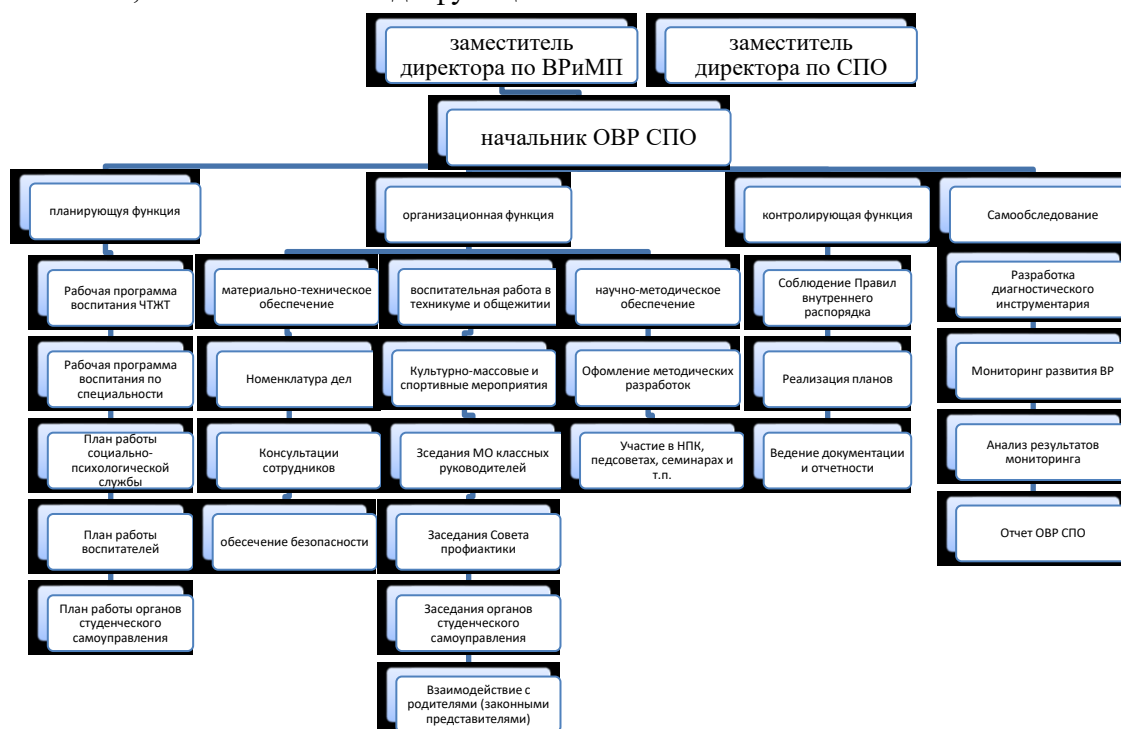 заместитель
директора по ВРиМП
заместитель
директора по СПО
начальник ОВР СПО
планирующуя функция
организационная функция
контролирующая функция
Самообследование
Рабочая программа
воспитания ЧТЖТ
материально-техническое
обеспечение
воспитательная работа в
техникуме и общежитии
научно-методическое
обеспечение
Соблюдение Правил
внутреннего
распорядка
Разработка
диагностического
инструментария
Рабочая программа
воспитания по
специальности
Номенклатура дел
Культурно-массовые и
спортивные мероприятия
Офомление методических
разработок
Реализация планов
Мониторинг развития ВР
План работы
социально-
психологической
службы
Консультации
сотрудников
Зседания МО классных
руководителей
Участие в НПК,
педсоветах, семинарах и
т.п.
Ведение документации
и отчетности
Анализ результатов
мониторинга
План работы
воспитателей
обесечение безопасности
Заседания Совета
профиактики
Отчет ОВР СПО
План работы органов
студенческого
самоуправления
Заседания органов
студенческого
самоуправления
Взаимодействие с
родителями (законными
представителями)